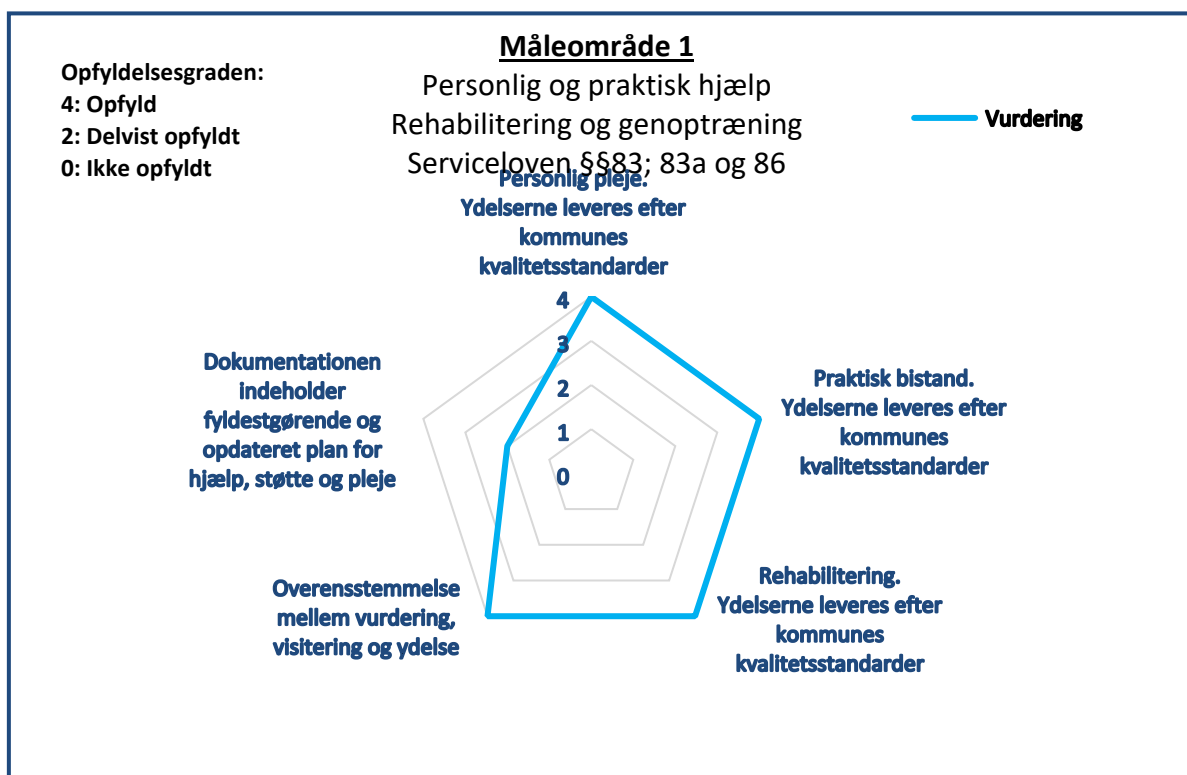 Måleområde 1
Personlig og praktisk hjælp
Rehabilitering og genoptræning
Serviceloven §§83; 83a og 86
Opfyldelsesgraden:
4: Opfyld
2: Delvist opfyldt
0: Ikke opfyldt
Vurdering
Personlig pleje.
Ydelserne leveres efter
kommunes
kvalitetsstandarder
4
3
2
1
0
Praktisk bistand.
Ydelserne leveres efter
kommunes
kvalitetsstandarder
Rehabilitering.
Ydelserne leveres efter
kommunes
kvalitetsstandarder
Overensstemmelse
mellem vurdering,
visitering og ydelse
Dokumentationen
indeholder
fyldestgørende og
opdateret plan for
hjælp, støtte og pleje